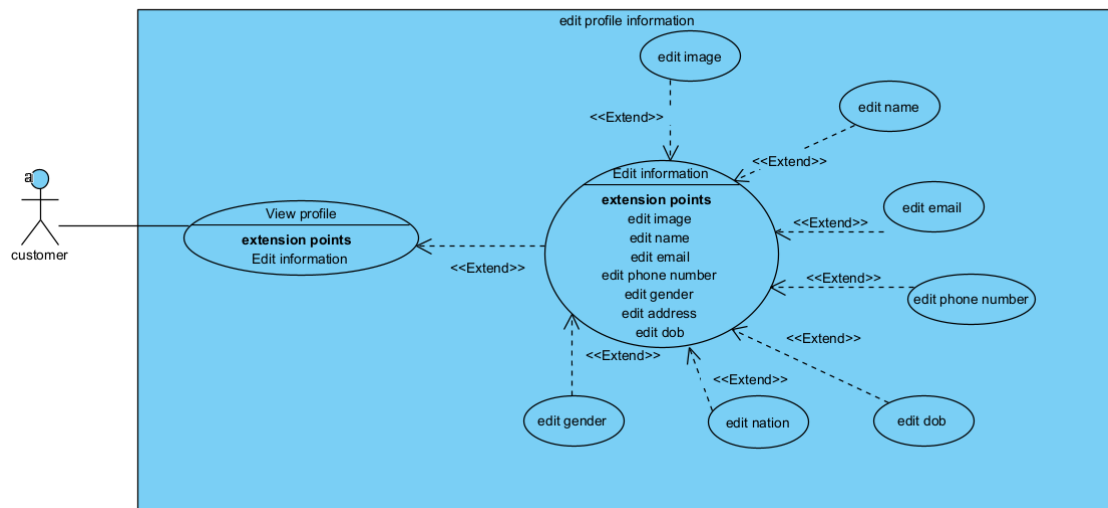 edit profile information
edit image
<<Extend>>
edit name
<<Extend>>
a
customer
View profile
extension points
Edit information
<<Extend>>
Edit information
extension points
edit image
edit name
edit email
edit phone number
edit gender
edit address
edit dob
edit email
<<Extend>>
edit phone number
<<Extend>>
<<Extend>>
<<Extend>>
<<Extend>>
edit gender
edit nation
edit dob